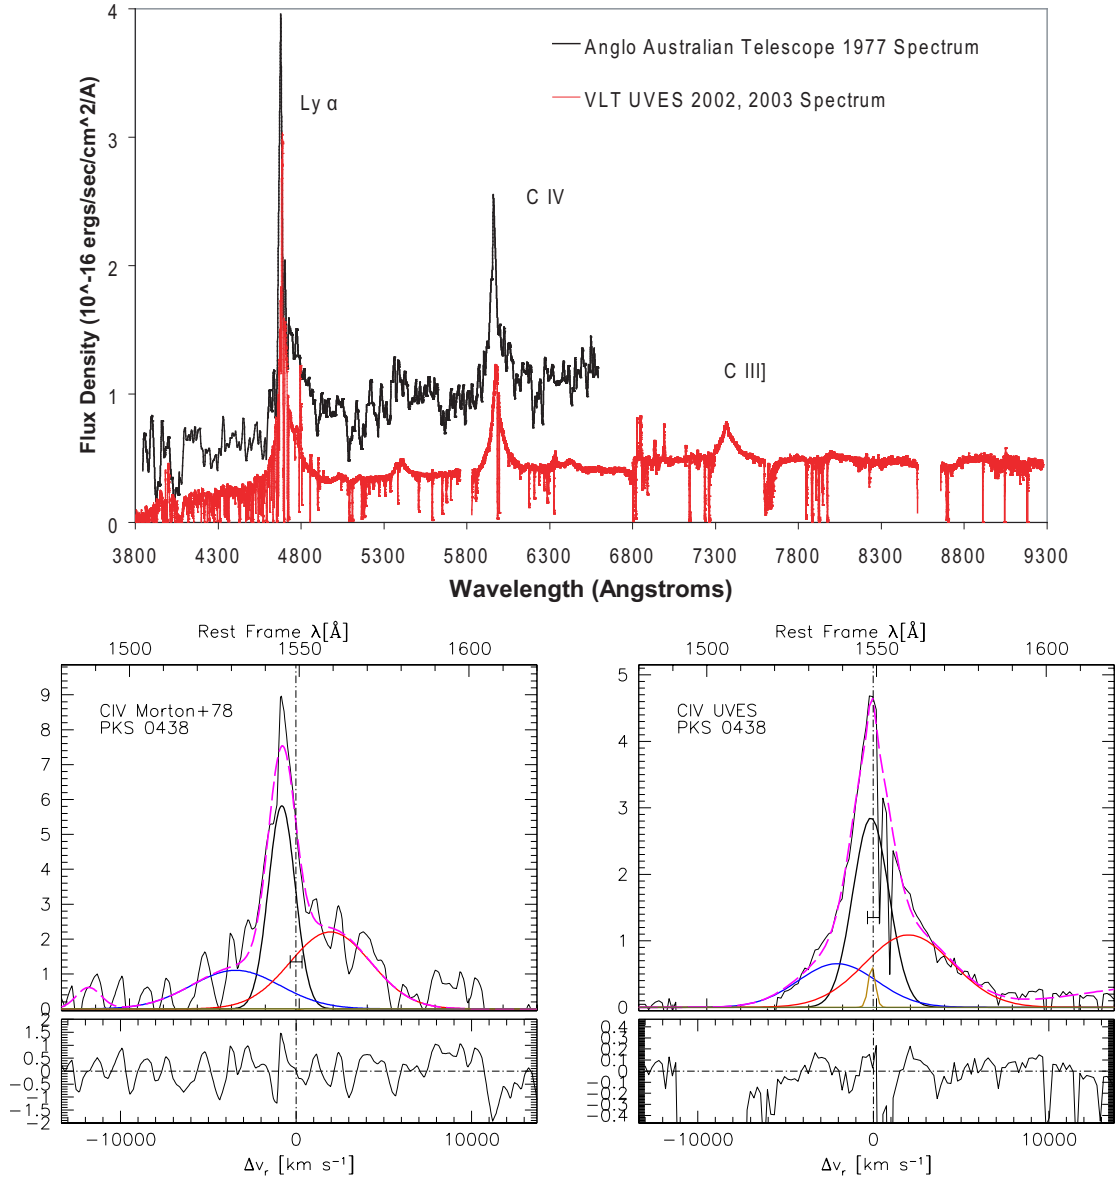 4
3
2
1
0
Flux Density (10^-16 ergs/sec/cm^2/A)
Anglo Australian Telescope 1977 Spectrum
VLT UVES 2002, 2003 Spectrum
Ly α
C IV
C III]
3800 4300 4800 5300 5800 6300 6800 7300 7800 8300 8800 9300
Wavelength (Angstroms)
Rest Frame λ[Å]
1500 1550 1600
CIV Morton+78
PKS 0438
9
8
7
6
5
4
3
2
1
0
2
1.5
1
0.5
0
−0.5
−1
−1.5
−2
−10000 0 10000
Δvᵣ [km s⁻¹]
Rest Frame λ[Å]
1500 1550 1600
CIV UVES
PKS 0438
5
4
3
2
1
0
0.4
0.3
0.2
0.1
0.0
−0.1
−0.2
−0.3
−0.4
−10000 0 10000
Δvᵣ [km s⁻¹]